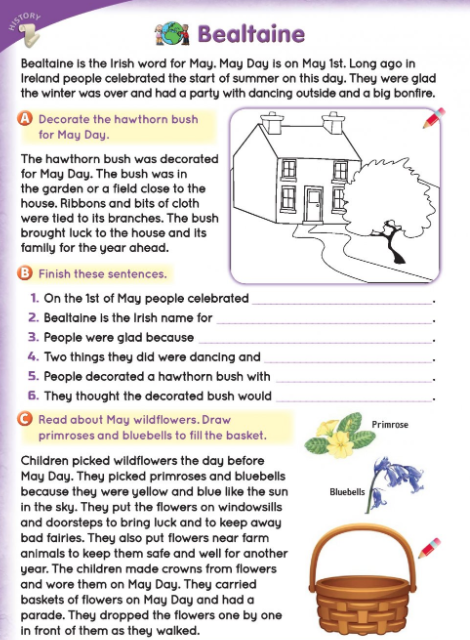 HISTORY
Bealtaine
Bealtaine is the Irish word for May. May Day is on May 1st. Long ago in
Ireland people celebrated the start of summer on this day. They were glad
the winter was over and had a party with dancing outside and a big bonfire.
A Decorate the hawthorn bush
for May Day.
The hawthorn bush was decorated
for May Day. The bush was in
the garden or a field close to the
house. Ribbons and bits of cloth
were tied to its branches. The bush
brought luck to the house and its
family for the year ahead.
B Finish these sentences.
1. On the 1st of May people celebrated .
2. Bealtaine is the Irish name for .
3. People were glad because .
4. Two things they did were dancing and .
5. People decorated a hawthorn bush with .
6. They thought the decorated bush would .
C Read about May wildflowers. Draw
primroses and bluebells to fill the basket.
Children picked wildflowers the day before
May Day. They picked primroses and bluebells
because they were yellow and blue like the sun
in the sky. They put the flowers on windowsills
and doorsteps to bring luck and to keep away
bad fairies. They also put flowers near farm
animals to keep them safe and well for another
year. The children made crowns from flowers
and wore them on May Day. They carried
baskets of flowers on May Day and had a
parade. They dropped the flowers one by one
in front of them as they walked.
Primrose
Bluebells